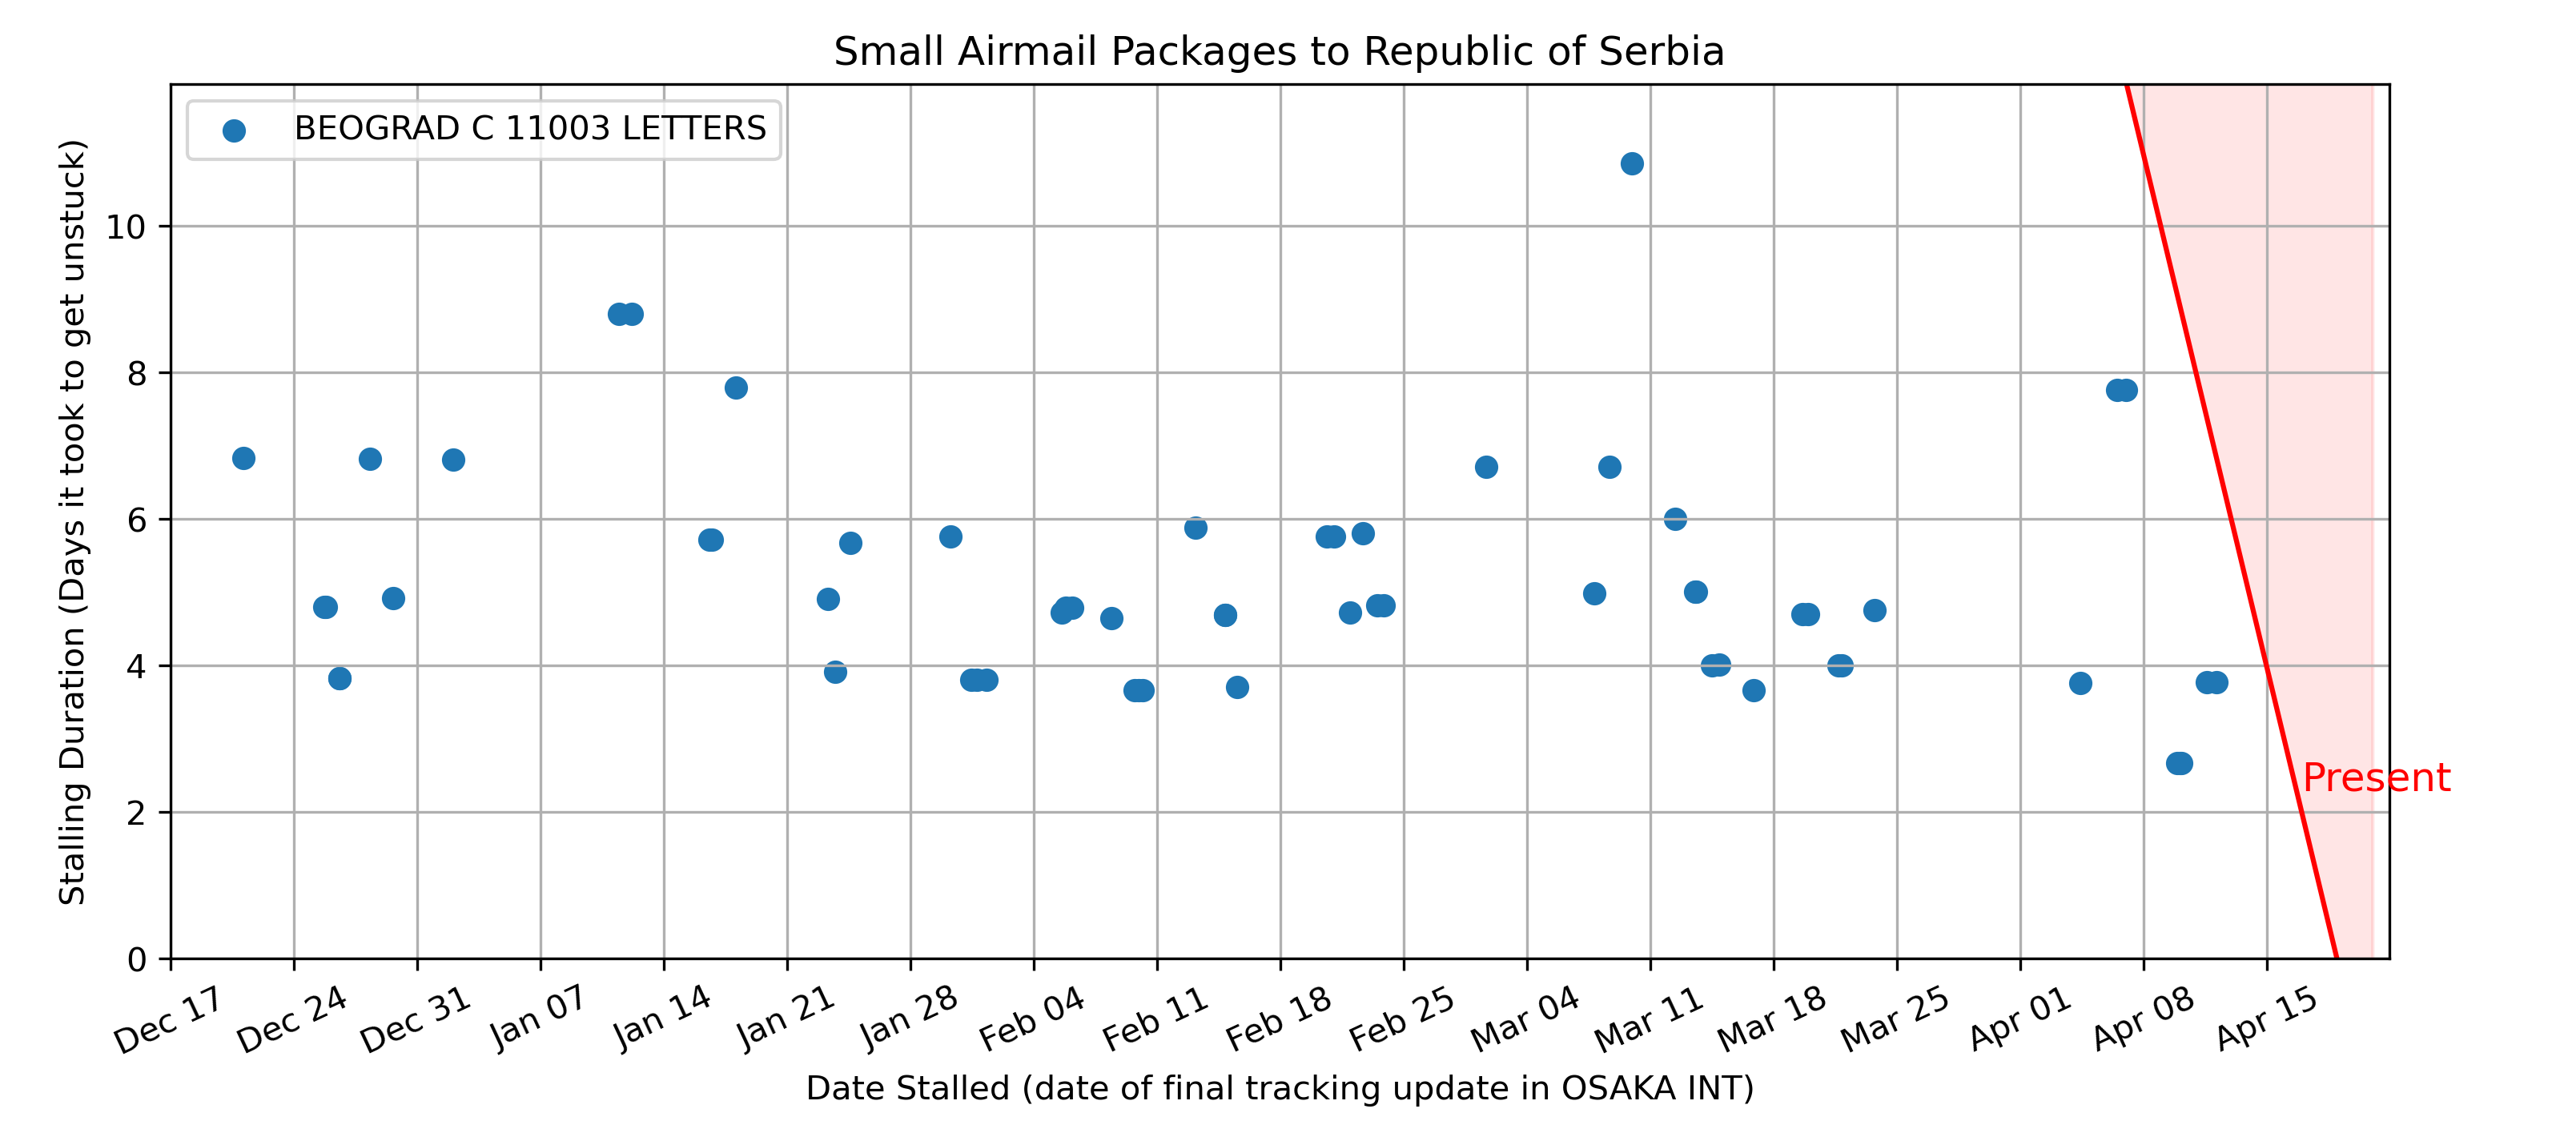 Small Airmail Packages to Republic of Serbia
BEOGRAD C 11003 LETTERS
Stalling Duration (Days it took to get unstuck)
10
8
6
4
2
0
Present
Dec 17
Dec 24
Dec 31
Jan 07
Jan 14
Jan 21
Jan 28
Feb 04
Feb 11
Feb 18
Feb 25
Mar 04
Mar 11
Mar 18
Mar 25
Apr 01
Apr 08
Apr 15
Date Stalled (date of final tracking update in OSAKA INT)